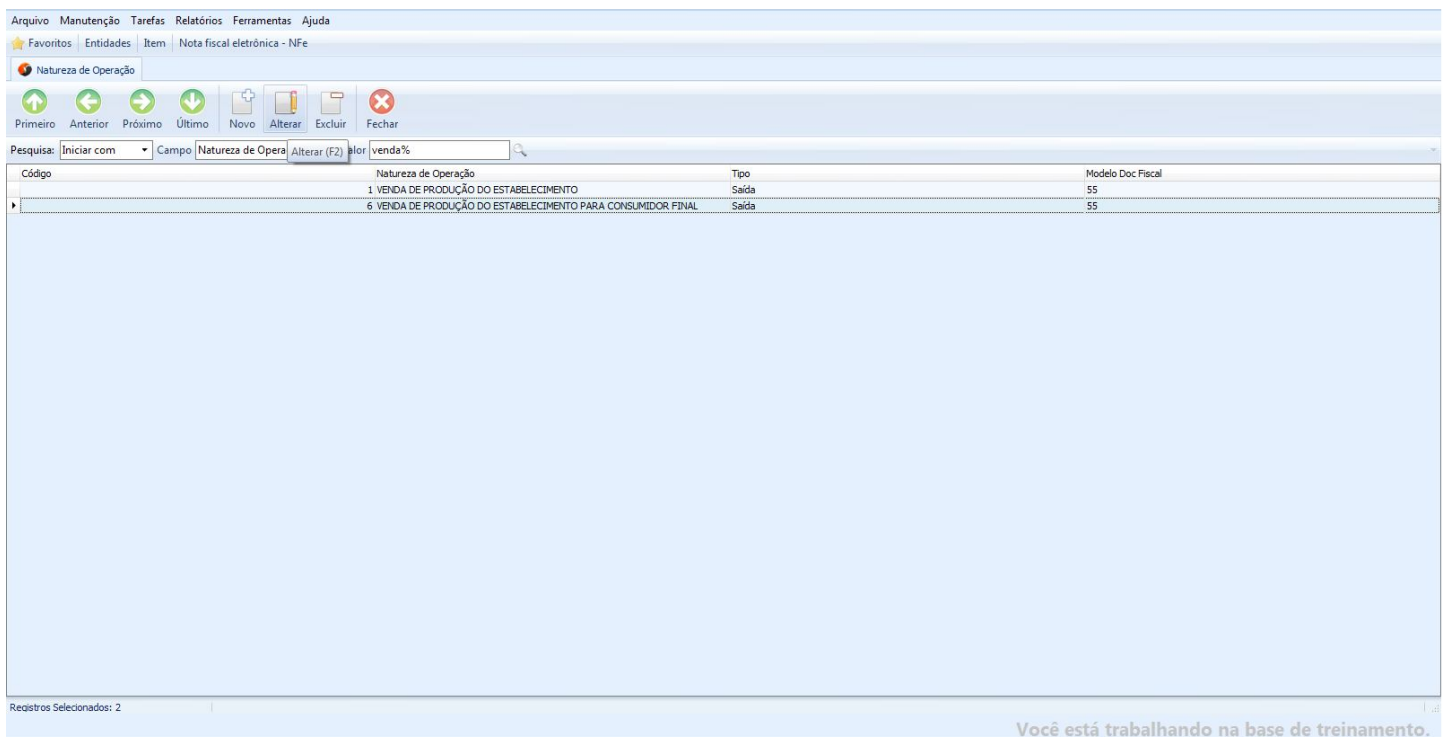 Arquivo Manutenção Tarefas Relatórios Ferramentas Ajuda
Favoritos Entidades Item Nota fiscal eletrônica - NFe
Natureza de Operação
Primeiro Anterior Próximo Último Novo Alterar Excluir Fechar
Pesquisa: Iniciar com Campo Natureza de Opera Alterar (F2) alor venda%
Código Natureza de Operação Tipo Modelo Doc Fiscal
1 VENDA DE PRODUÇÃO DO ESTABELECIMENTO Saída 55
6 VENDA DE PRODUÇÃO DO ESTABELECIMENTO PARA CONSUMIDOR FINAL Saída 55
Registros Selecionados: 2
Você está trabalhando na base de treinamento.